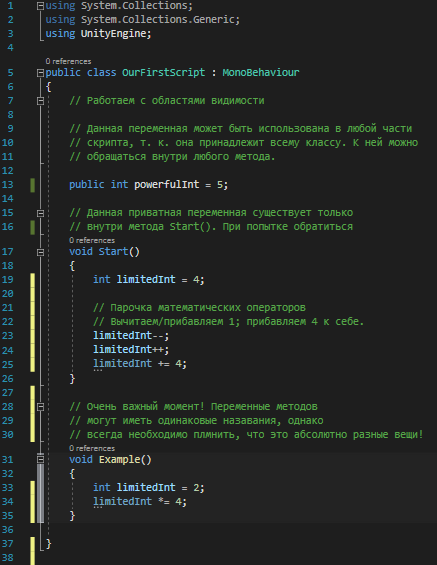 1 using System.Collections;
2 using System.Collections.Generic;
3 using UnityEngine;
4
0 references
5 public class OurFirstScript : MonoBehaviour
6 {
7 // Работаем с областями видимости
8
9 // Данная переменная может быть использована в любой части
10 // скрипта, т. к. она принадлежит всему классу. К ней можно
11 // обращаться внутри любого метода.
12
13 public int powerfulInt = 5;
14
15 // Данная приватная переменная существует только
16 // внутри метода Start(). При попытке обратиться
0 references
17 void Start()
18 {
19 int limitedInt = 4;
20
21 // Парочка математических операторов
22 // Вычитаем/прибавляем 1; прибавляем 4 к себе.
23 limitedInt--;
24 limitedInt++;
25 limitedInt += 4;
26 }
27
28 // Очень важный момент! Переменные методов
29 // могут иметь одинаковые назавания, однако
30 // всегда необходимо плмнить, что это абсолютно разные вещи!
0 references
31 void Example()
32 {
33 int limitedInt = 2;
34 limitedInt *= 4;
35 }
36
37 }
38